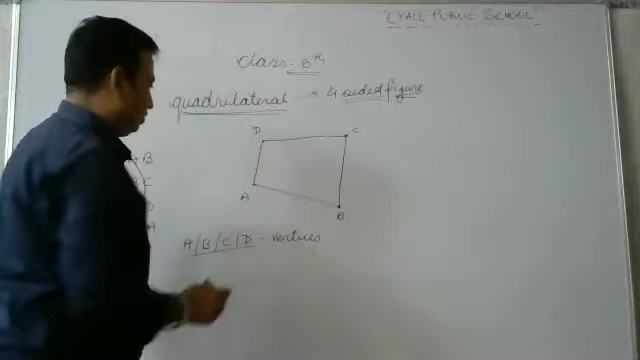 "LYALL PUBLIC SCHOOL"
Class - 8th
quadrilateral → 4 sided figure
D C
B
C
D
A
A
B
A/B/C/D - vertices